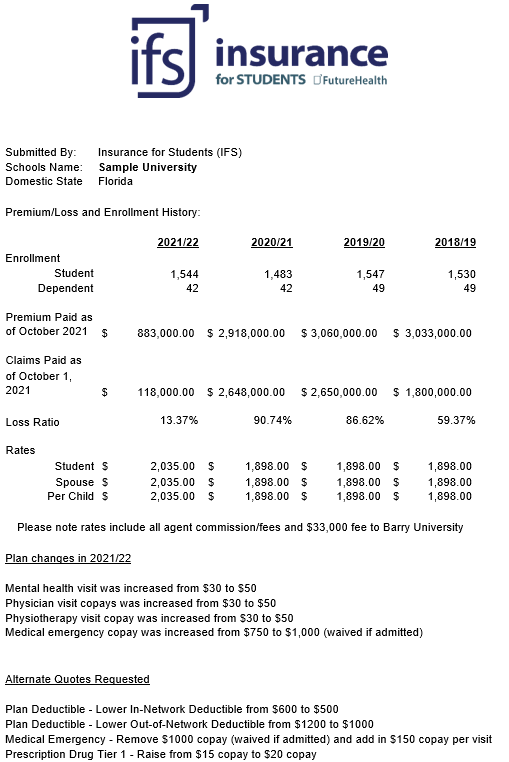 ifs insurance
for STUDENTS FutureHealth
Submitted By: Insurance for Students (IFS)
Schools Name: Sample University
Domestic State Florida
Premium/Loss and Enrollment History:
2021/22 2020/21 2019/20 2018/19
Enrollment
Student 1,544 1,483 1,547 1,530
Dependent 42 42 49 49
Premium Paid as
of October 2021 $ 883,000.00 $ 2,918,000.00 $ 3,060,000.00 $ 3,033,000.00
Claims Paid as
of October 1,
2021 $ 118,000.00 $ 2,648,000.00 $ 2,650,000.00 $ 1,800,000.00
Loss Ratio 13.37% 90.74% 86.62% 59.37%
Rates
Student $ 2,035.00 $ 1,898.00 $ 1,898.00 $ 1,898.00
Spouse $ 2,035.00 $ 1,898.00 $ 1,898.00 $ 1,898.00
Per Child $ 2,035.00 $ 1,898.00 $ 1,898.00 $ 1,898.00
Please note rates include all agent commission/fees and $33,000 fee to Barry University
Plan changes in 2021/22
Mental health visit was increased from $30 to $50
Physician visit copays was increased from $30 to $50
Physiotherapy visit copay was increased from $30 to $50
Medical emergency copay was increased from $750 to $1,000 (waived if admitted)
Alternate Quotes Requested
Plan Deductible - Lower In-Network Deductible from $600 to $500
Plan Deductible - Lower Out-of-Network Deductible from $1200 to $1000
Medical Emergency - Remove $1000 copay (waived if admitted) and add in $150 copay per visit
Prescription Drug Tier 1 - Raise from $15 copay to $20 copay